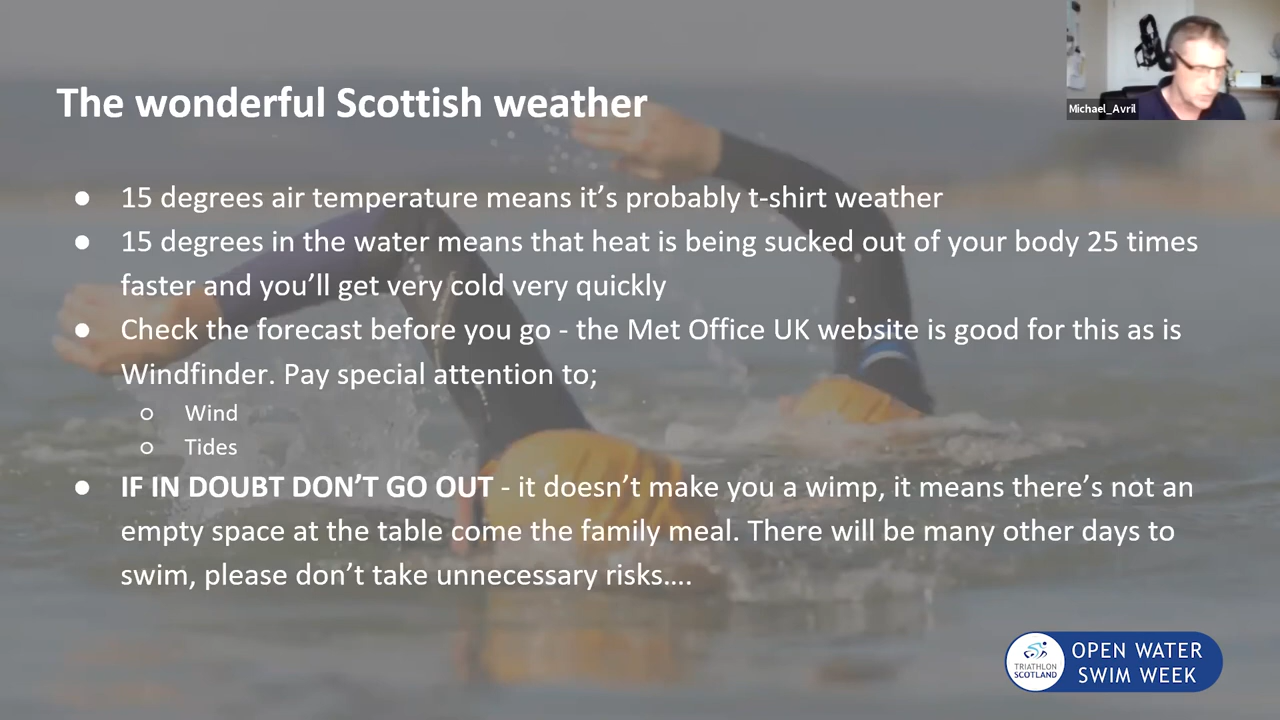 Michael_Avril
The wonderful Scottish weather
● 15 degrees air temperature means it’s probably t-shirt weather
● 15 degrees in the water means that heat is being sucked out of your body 25 times
faster and you’ll get very cold very quickly
● Check the forecast before you go - the Met Office UK website is good for this as is
Windfinder. Pay special attention to;
○ Wind
○ Tides
● IF IN DOUBT DON’T GO OUT - it doesn’t make you a wimp, it means there’s not an
empty space at the table come the family meal. There will be many other days to
swim, please don’t take unnecessary risks....
TRIATHLON
SCOTLAND
OPEN WATER
SWIM WEEK